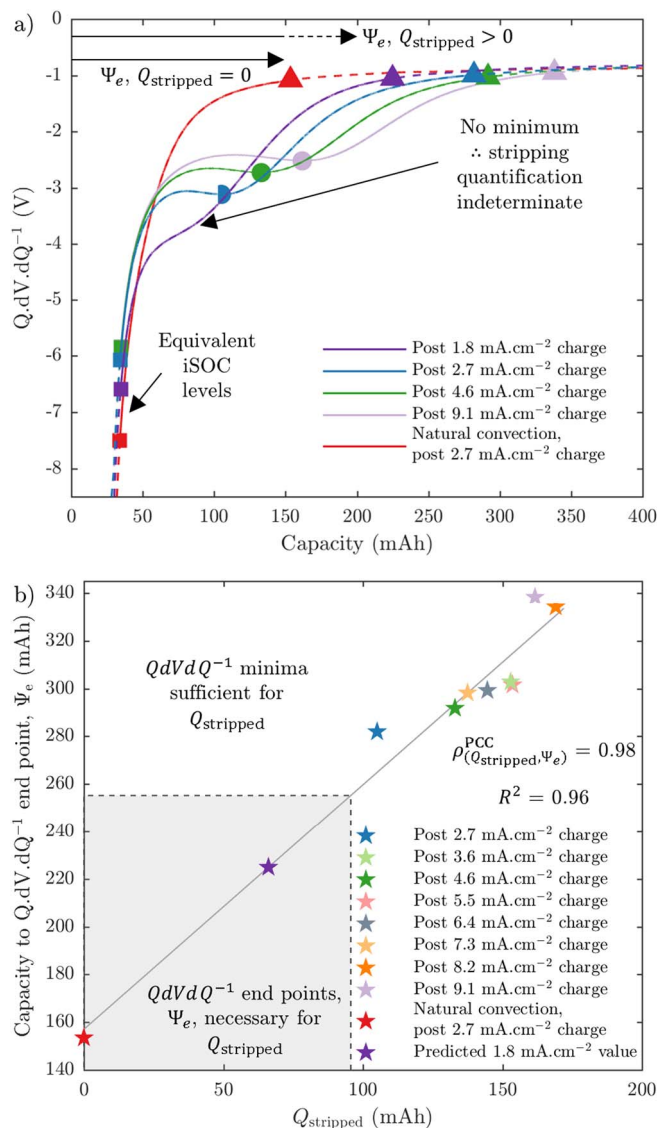 a)
Ψe, Qstripped > 0
Ψe, Qstripped = 0
No minimum
∴ stripping
quantification
indeterminate
Equivalent
iSOC
levels
Post 1.8 mA.cm⁻² charge
Post 2.7 mA.cm⁻² charge
Post 4.6 mA.cm⁻² charge
Post 9.1 mA.cm⁻² charge
Natural convection,
post 2.7 mA.cm⁻² charge
Q.dV.dQ⁻¹ (V)
-0
-1
-2
-3
-4
-5
-6
-7
-8
0 50 100 150 200 250 300 350 400
Capacity (mAh)
b)
QdVdQ⁻¹ minima
sufficient for
Qstripped
ρ^PCC_(Qstripped,Ψe) = 0.98
R² = 0.96
Post 2.7 mA.cm⁻² charge
Post 3.6 mA.cm⁻² charge
Post 4.6 mA.cm⁻² charge
Post 5.5 mA.cm⁻² charge
Post 6.4 mA.cm⁻² charge
Post 7.3 mA.cm⁻² charge
Post 8.2 mA.cm⁻² charge
Post 9.1 mA.cm⁻² charge
Natural convection,
post 2.7 mA.cm⁻² charge
Predicted 1.8 mA.cm⁻² value
QdVdQ⁻¹ end points,
Ψe, necessary for
Qstripped
Capacity to Q.dV.dQ⁻¹ end point, Ψe (mAh)
340
320
300
280
260
240
220
200
180
160
140
0 50 100 150 200
Qstripped (mAh)